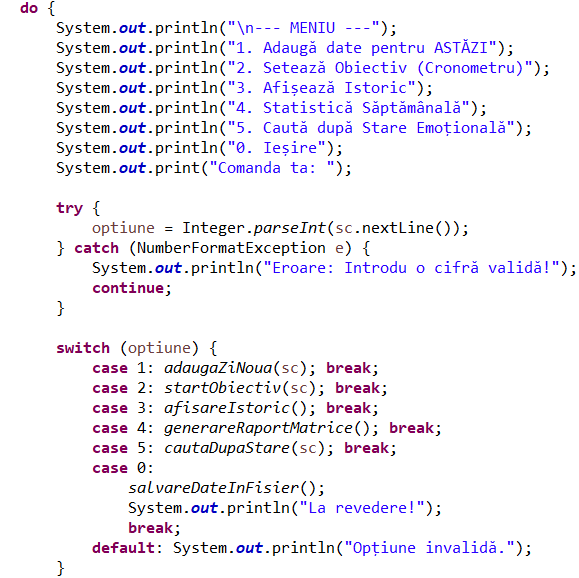 do {
    System.out.println("\n--- MENIU ---");
    System.out.println("1. Adaugă date pentru ASTĂZI");
    System.out.println("2. Setează Obiectiv (Cronometru)");
    System.out.println("3. Afișează Istoric");
    System.out.println("4. Statistică Săptămânală");
    System.out.println("5. Caută după Stare Emoțională");
    System.out.println("0. Ieșire");
    System.out.print("Comanda ta: ");

    try {
        optiune = Integer.parseInt(sc.nextLine());
    } catch (NumberFormatException e) {
        System.out.println("Eroare: Introdu o cifră validă!");
        continue;
    }

    switch (optiune) {
        case 1: adaugaZiNoua(sc); break;
        case 2: startObiectiv(sc); break;
        case 3: afisareIstoric(); break;
        case 4: generareRaportMatrice(); break;
        case 5: cautaDupaStare(sc); break;
        case 0:
            salvareDateInFisier();
            System.out.println("La revedere!");
            break;
        default: System.out.println("Opțiune invalidă.");
    }